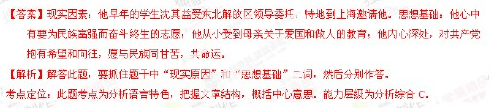 【答案】现实因素，他早年的学生沈其益受东北解放区领导委托，特地到上海邀请他。思想基础：他心中
有要为民族富强而奋斗终生的志愿，他从小受到母亲关于爱国和做人的教育，他内心深处，对共产党
抱有希望和向往，愿与民族同甘苦，共命运。
【解析】解答此题，要抓住题干中“现实原因”和“思想基础”二词，然后分别作答。
考点定位：此题考点为分析语言特色，把握文章结构，概括中心意思。能力层级为分析综合 C。